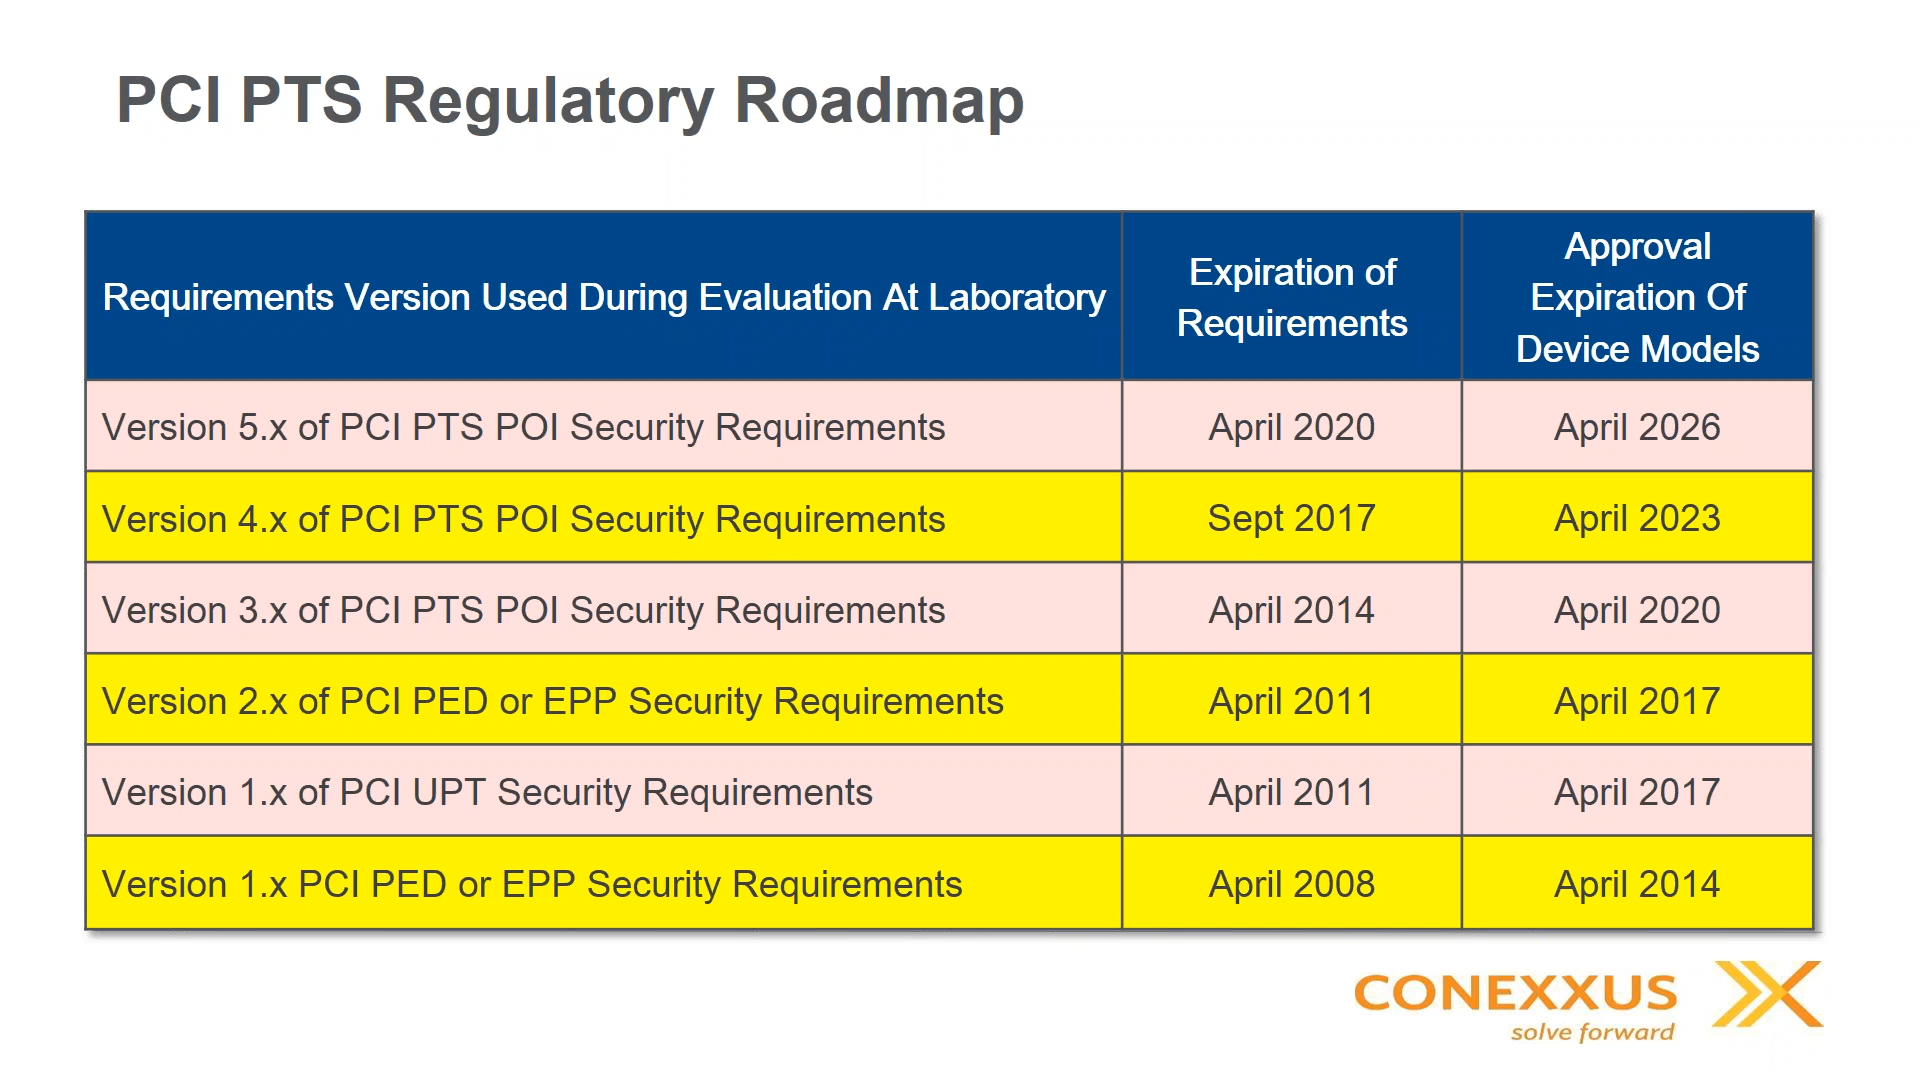 PCI PTS Regulatory Roadmap
Requirements Version Used During Evaluation At Laboratory
Expiration of
Requirements
Approval
Expiration Of
Device Models
Version 5.x of PCI PTS POI Security Requirements
April 2020
April 2026
Version 4.x of PCI PTS POI Security Requirements
Sept 2017
April 2023
Version 3.x of PCI PTS POI Security Requirements
April 2014
April 2020
Version 2.x of PCI PED or EPP Security Requirements
April 2011
April 2017
Version 1.x of PCI UPT Security Requirements
April 2011
April 2017
Version 1.x PCI PED or EPP Security Requirements
April 2008
April 2014
CONEXXUS
solve forward